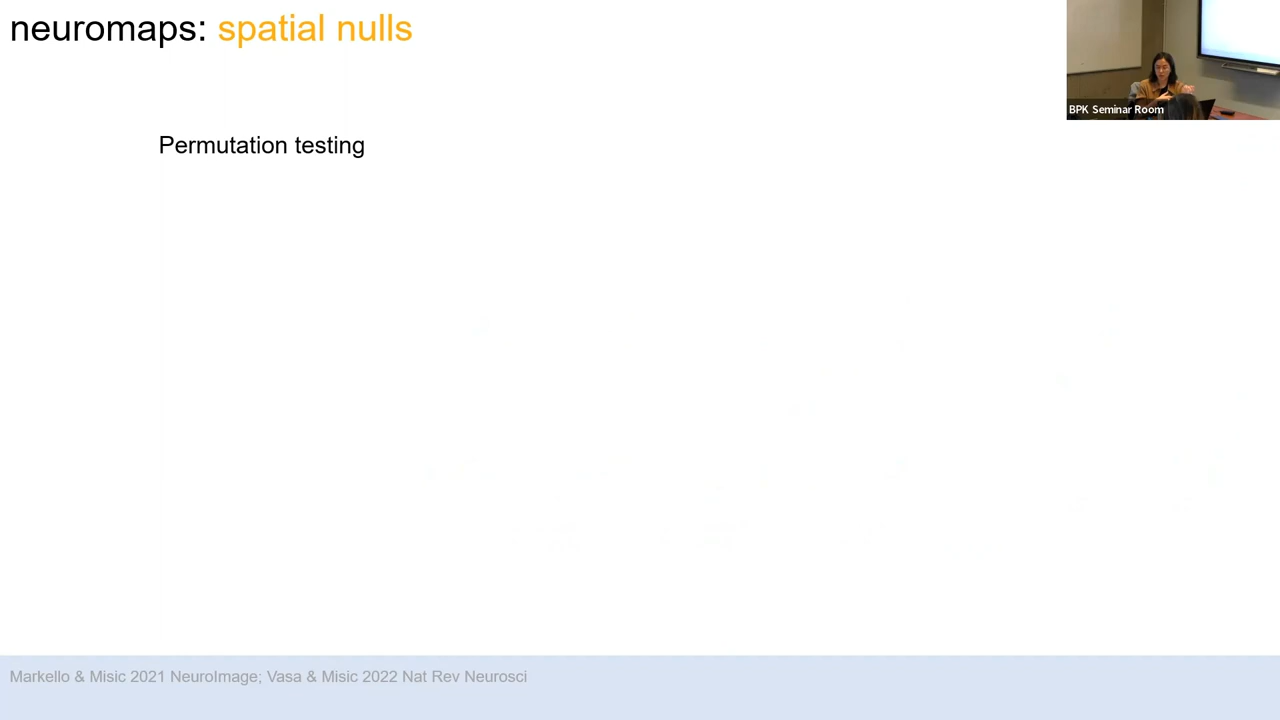 neuromaps: spatial nulls
BPK Seminar Room
Permutation testing
Markello & Misic 2021 NeuroImage; Vasa & Misic 2022 Nat Rev Neurosci